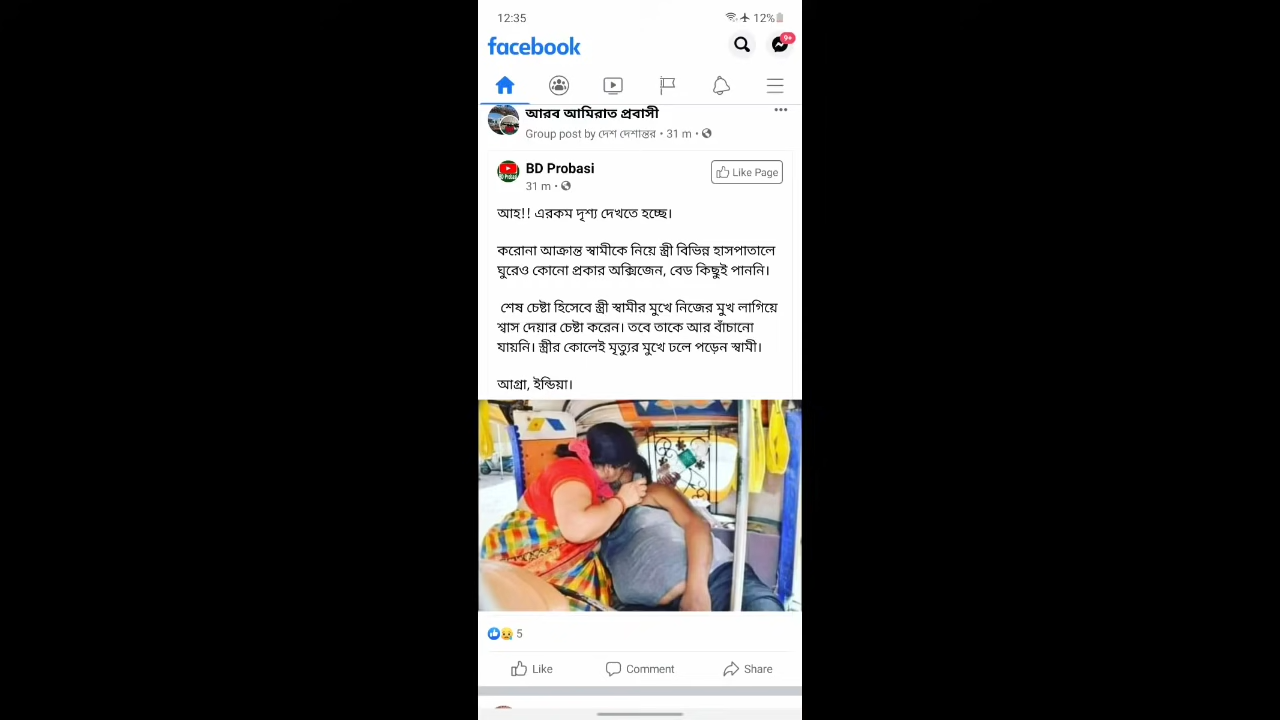 12:35
12%
facebook
9+
আরব আমিরাত প্রবাসী
Group post by দেশ দেশান্তর • 31 m •
BD Probasi
Like Page
31 m •
আহ!! এরকম দৃশ্য দেখতে হচ্ছে।
করোনা আক্রান্ত স্বামীকে নিয়ে স্ত্রী বিভিন্ন হাসপাতালে
ঘুরেও কোনো প্রকার অক্সিজেন, বেড কিছুই পাননি।
শেষ চেষ্টা হিসেবে স্ত্রী স্বামীর মুখে নিজের মুখ লাগিয়ে
শ্বাস দেয়ার চেষ্টা করেন। তবে তাকে আর বাঁচানো
যায়নি। স্ত্রীর কোলেই মৃত্যুর মুখে ঢলে পড়েন স্বামী।
আগ্রা, ইন্ডিয়া।
5
Like
Comment
Share